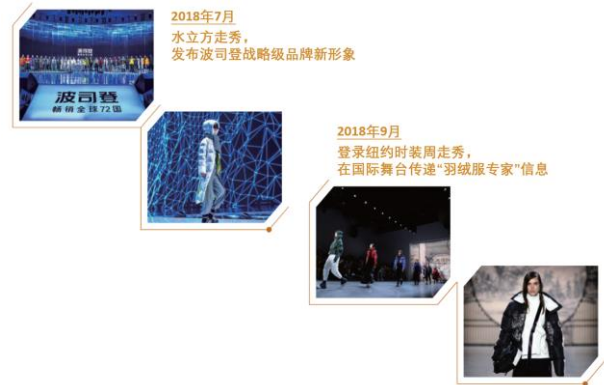 2018年7月
水立方走秀，
发布波司登战略级品牌新形象
波司登
波司登
畅销全球72国
2018年9月
登录纽约时装周走秀，
在国际舞台传递“羽绒服专家”信息